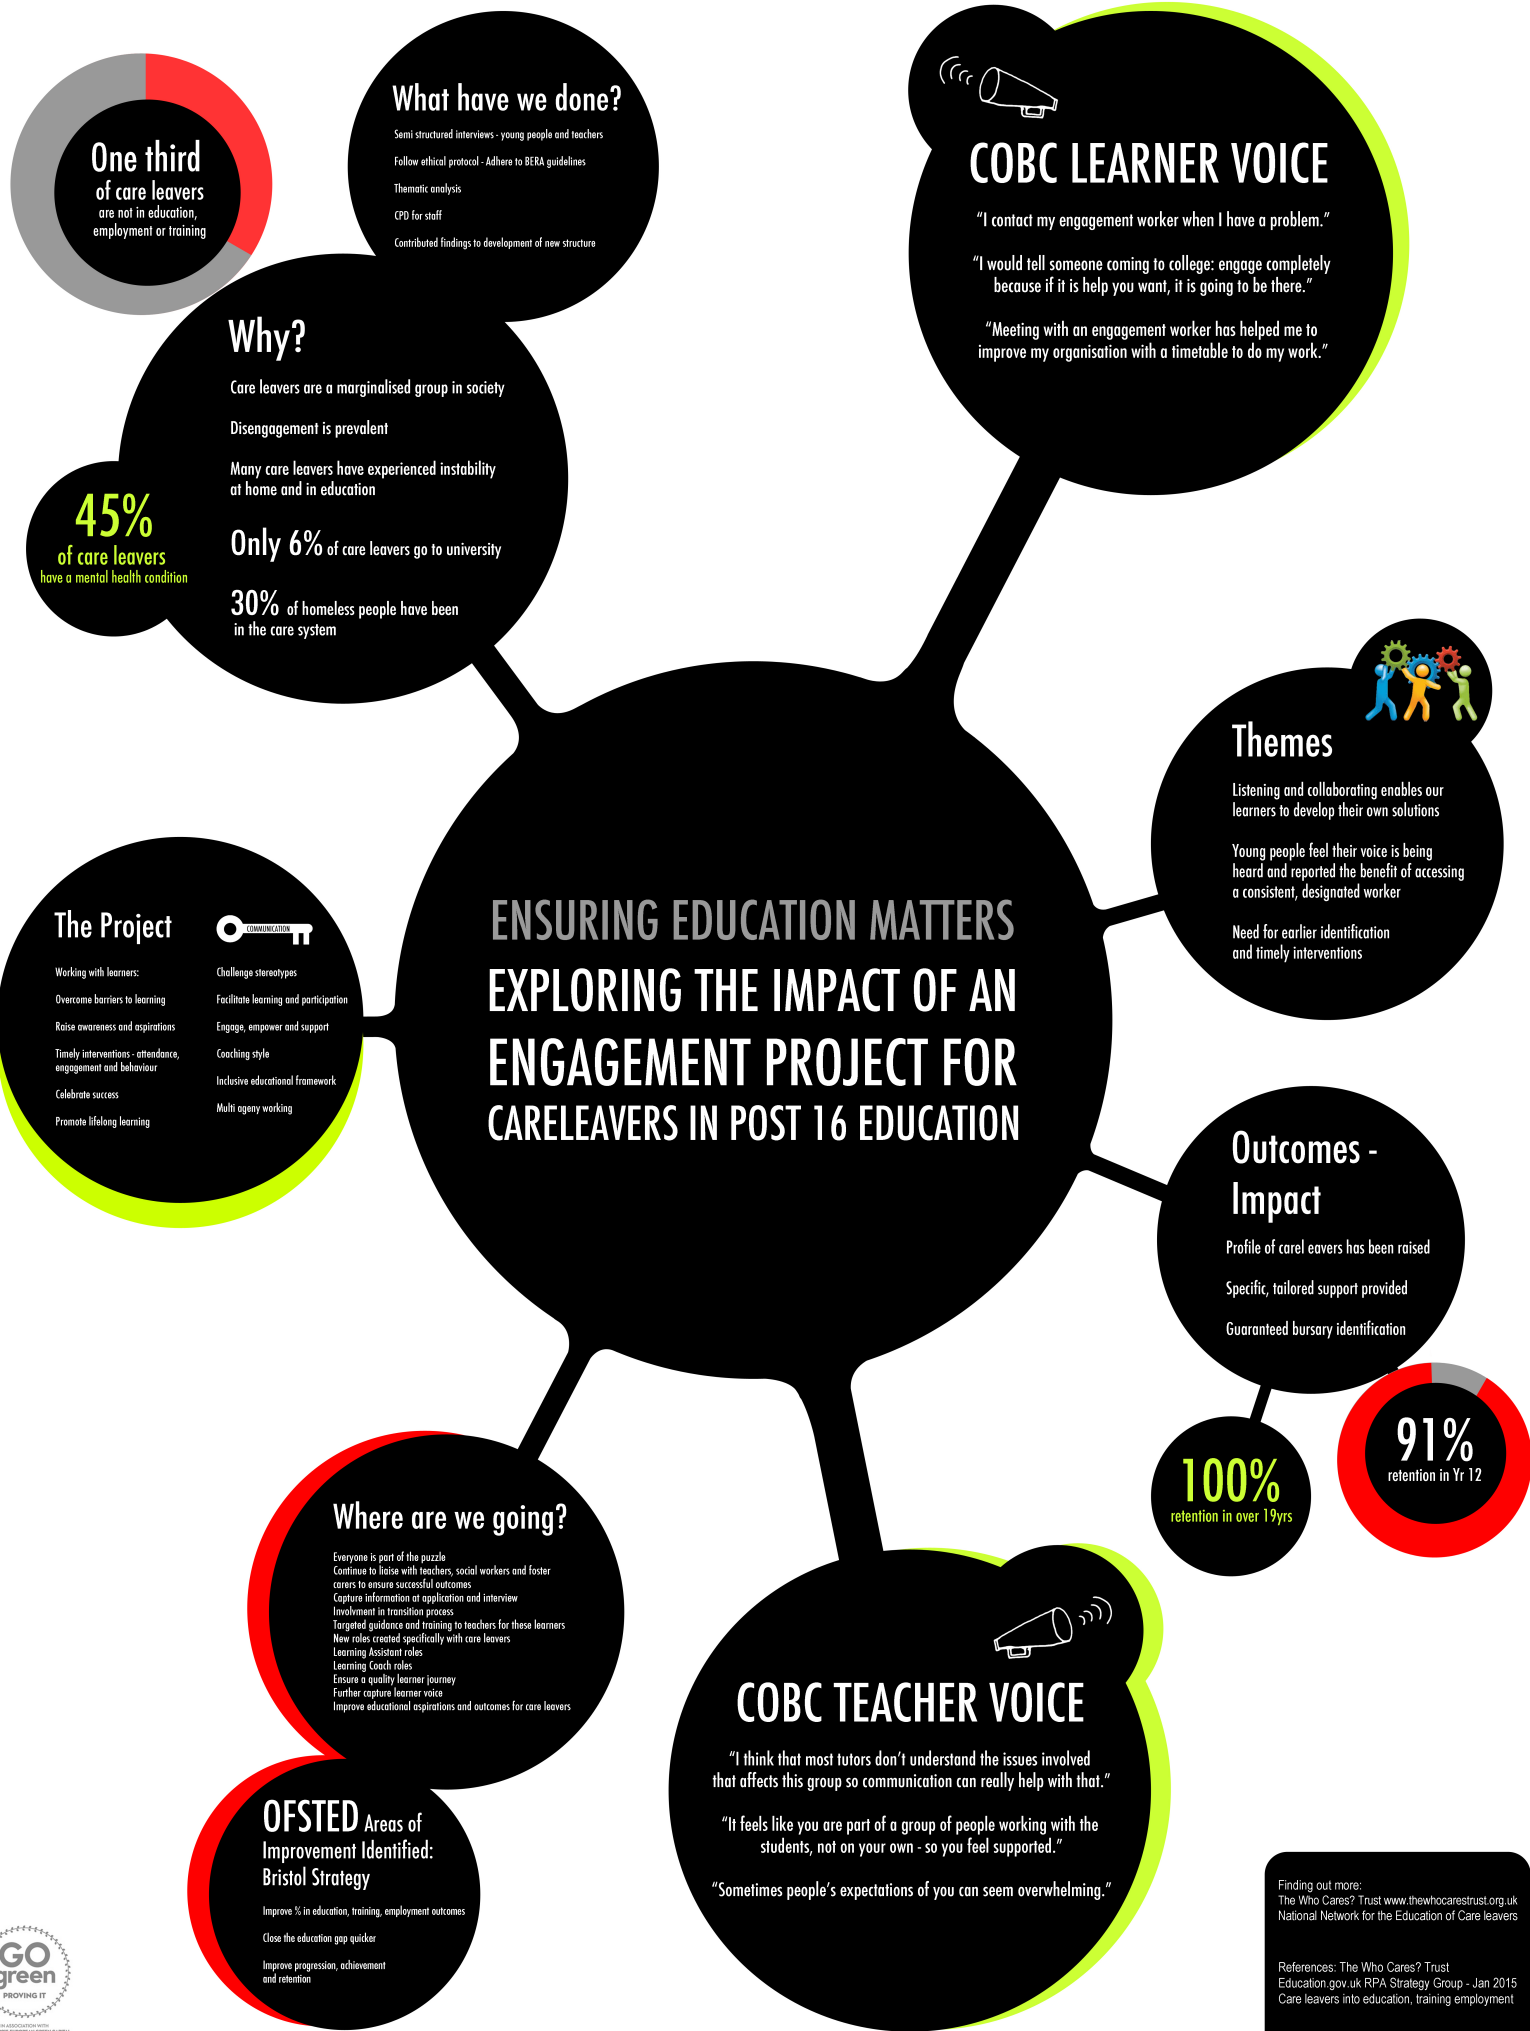 One third
of care leavers
are not in education,
employment or training
What have we done?
Semi structured interviews - young people and teachers
Follow ethical protocol - Adhere to BERA guidelines
Thematic analysis
CPD for staff
Contributed findings to development of new structure
COBC LEARNER VOICE
“I contact my engagement worker when I have a problem.”
“I would tell someone coming to college: engage completely
because if it is help you want, it is going to be there.”
“Meeting with an engagement worker has helped me to
improve my organisation with a timetable to do my work.”
Why?
Care leavers are a marginalised group in society
Disengagement is prevalent
Many care leavers have experienced instability
at home and in education
Only 6% of care leavers go to university
30% of homeless people have been
in the care system
45%
of care leavers
have a mental health condition
Themes
Listening and collaborating enables our
learners to develop their own solutions
Young people feel their voice is being
heard and reported the benefit of accessing
a consistent, designated worker
Need for earlier identification
and timely interventions
The Project
Working with learners:
Overcome barriers to learning
Raise awareness and aspirations
Timely interventions - attendance,
engagement and behaviour
Celebrate success
Promote lifelong learning
COMMUNICATION
Challenge stereotypes
Facilitate learning and participation
Engage, empower and support
Coaching style
Inclusive educational framework
Multi ageny working
ENSURING EDUCATION MATTERS
EXPLORING THE IMPACT OF AN
ENGAGEMENT PROJECT FOR
CARELEAVERS IN POST 16 EDUCATION
Outcomes -
Impact
Profile of carel eavers has been raised
Specific, tailored support provided
Guaranteed bursary identification
100%
retention in over 19yrs
91%
retention in Yr 12
Where are we going?
Everyone is part of the puzzle
Continue to liaise with teachers, social workers and foster
carers to ensure successful outcomes
Capture information at application and interview
Involvment in transition process
Targeted guidance and training to teachers for these learners
New roles created specifically with care leavers
Learning Assistant roles
Learning Coach roles
Ensure a quality learner journey
Further capture learner voice
Improve educational aspirations and outcomes for care leavers
OFSTED Areas of
Improvement Identified:
Bristol Strategy
Improve % in education, training, employment outcomes
Close the education gap quicker
Improve progression, achievement
and retention
COBC TEACHER VOICE
“I think that most tutors don’t understand the issues involved
that affects this group so communication can really help with that.”
“It feels like you are part of a group of people working with the
students, not on your own - so you feel supported.”
“Sometimes people’s expectations of you can seem overwhelming.”
Finding out more:
The Who Cares? Trust www.thewhocarestrust.org.uk
National Network for the Education of Care leavers
References: The Who Cares? Trust
Education.gov.uk RPA Strategy Group - Jan 2015
Care leavers into education, training employment
GO
green
PROVING IT
IN ASSOCIATION WITH